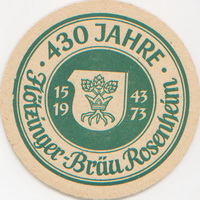 · 430 JAHRE ·
Flötzinger-Bräu Rosenheim
15 43
19 73